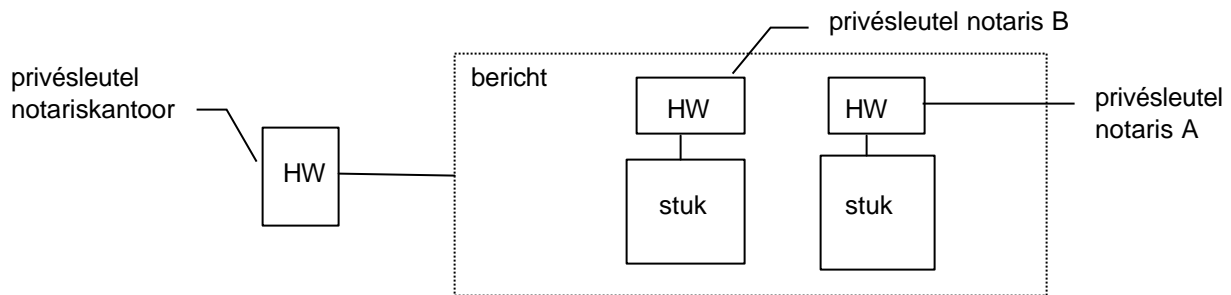 privésleutel notaris B
privésleutel
notariskantoor
bericht
HW
HW
privésleutel
notaris A
HW
stuk
stuk